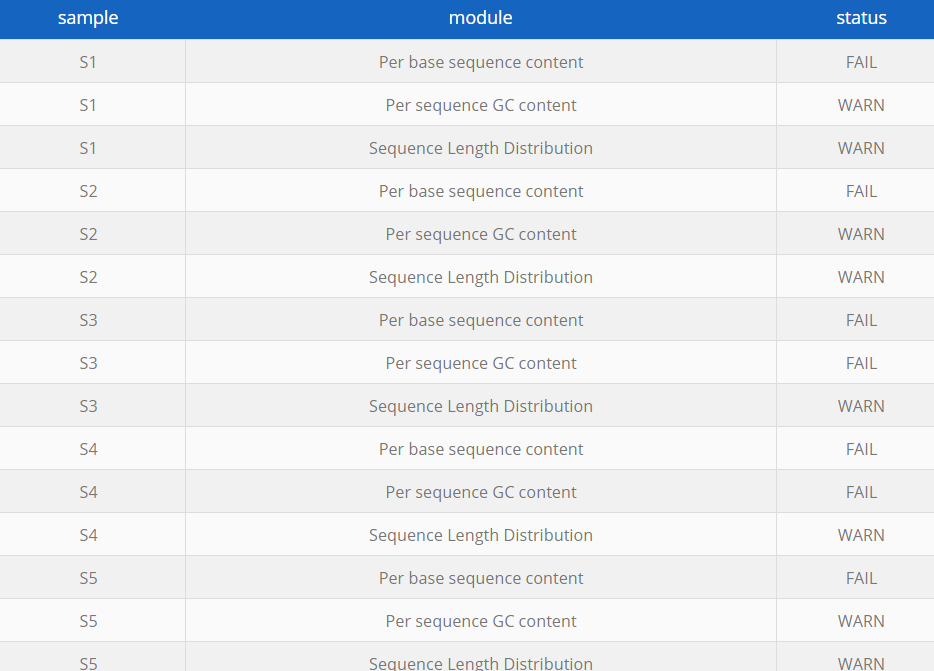 sample module status
S1 Per base sequence content FAIL
S1 Per sequence GC content WARN
S1 Sequence Length Distribution WARN
S2 Per base sequence content FAIL
S2 Per sequence GC content WARN
S2 Sequence Length Distribution WARN
S3 Per base sequence content FAIL
S3 Per sequence GC content FAIL
S3 Sequence Length Distribution WARN
S4 Per base sequence content FAIL
S4 Per sequence GC content FAIL
S4 Sequence Length Distribution WARN
S5 Per base sequence content FAIL
S5 Per sequence GC content WARN
S5 Sequence Length Distribution WARN